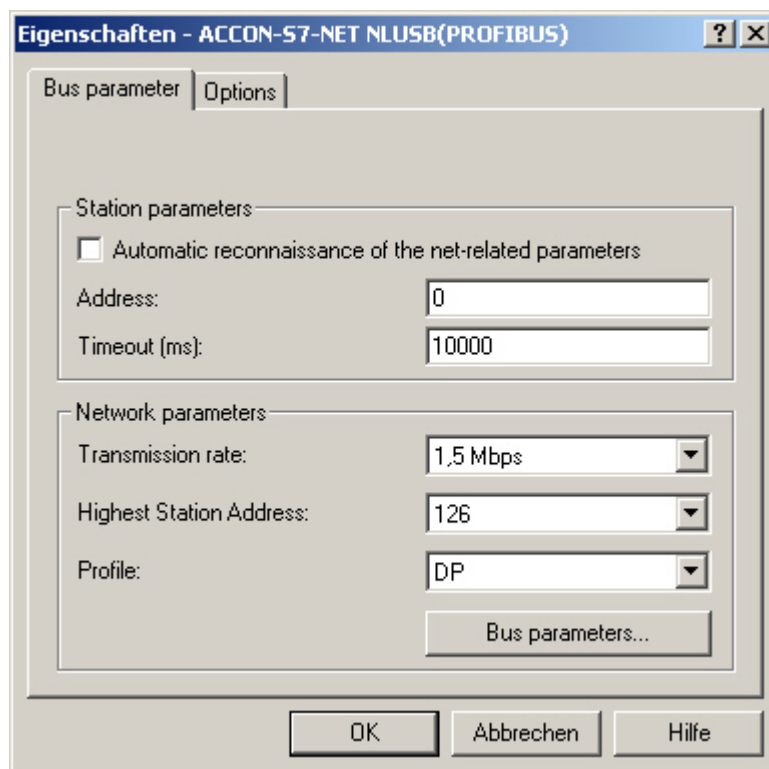 Eigenschaften - ACCON-S7-NET NLUSB(PROFIBUS)
Bus parameter Options
Station parameters
Automatic reconnaissance of the net-related parameters
Address: 0
Timeout (ms): 10000
Network parameters
Transmission rate: 1,5 Mbps
Highest Station Address: 126
Profile: DP
Bus parameters...
OK Abbrechen Hilfe